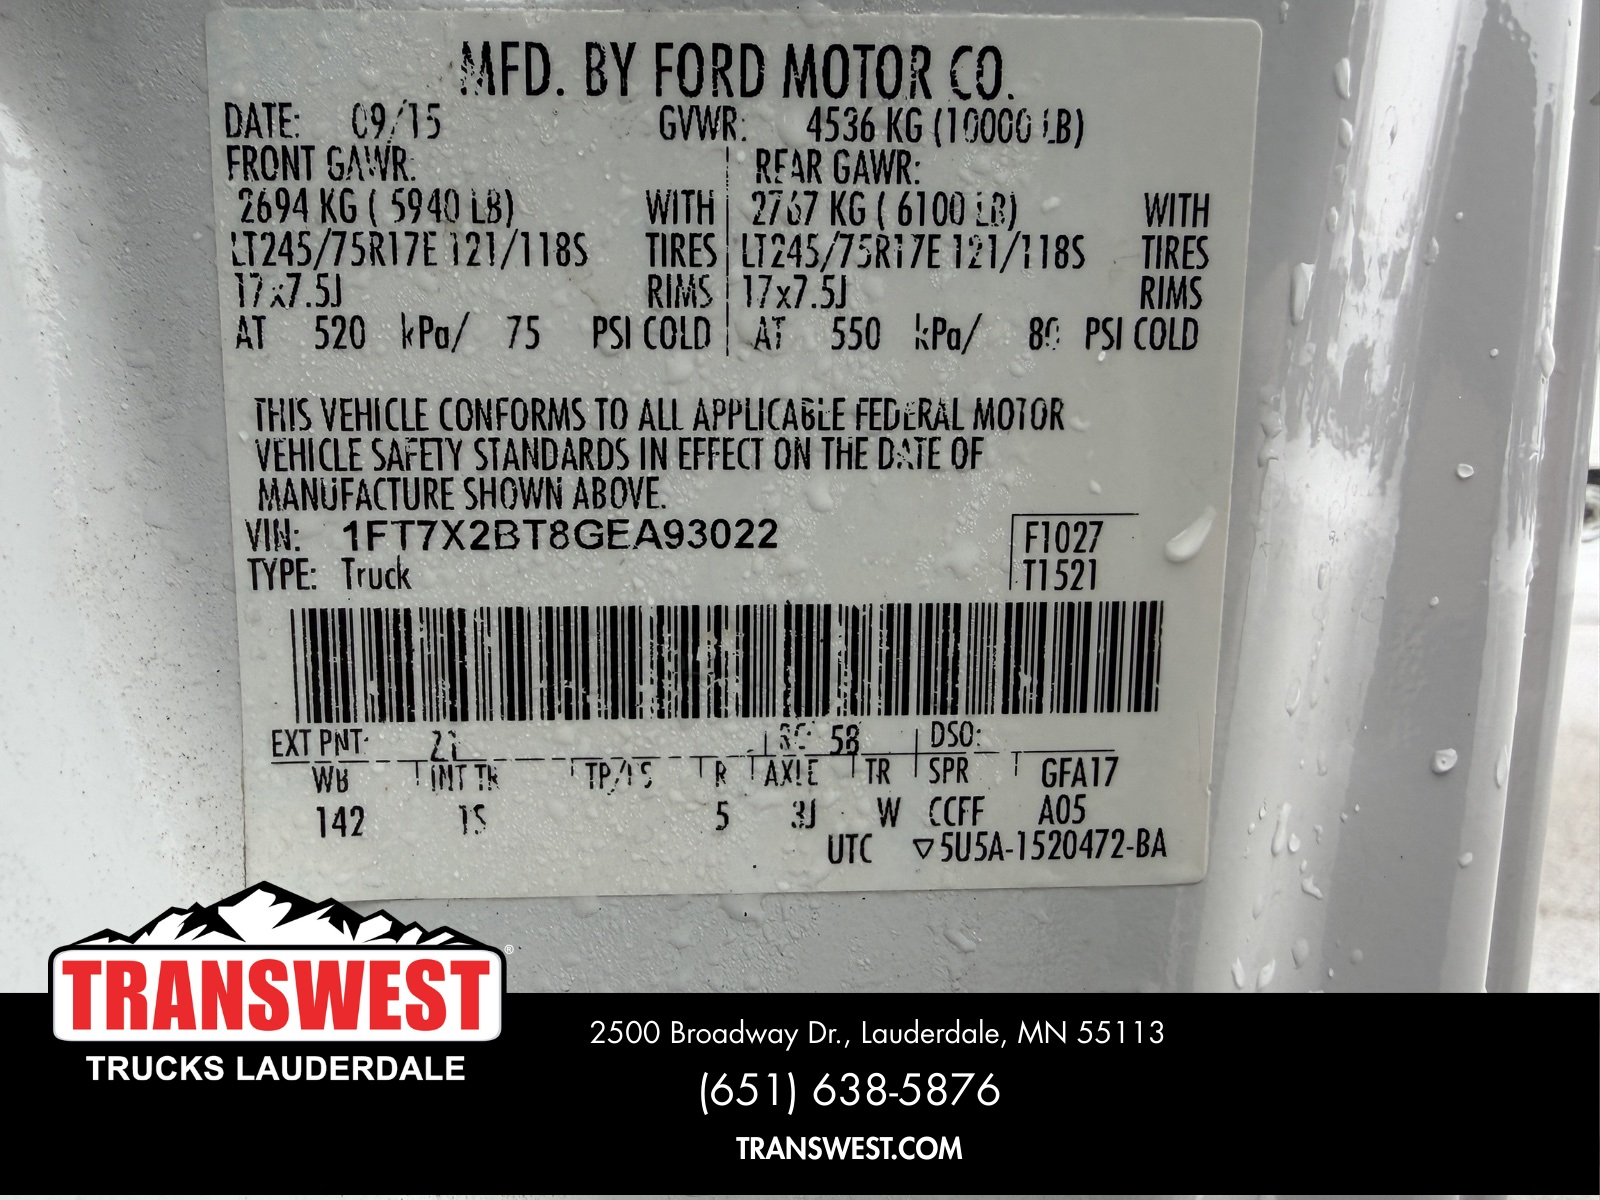 MFD. BY FORD MOTOR CO.
DATE: 09/15 GVWR: 4536 KG (10000 LB)
FRONT GAWR: REAR GAWR:
2694 KG ( 5940 LB) WITH 2767 KG ( 6100 LB) WITH
LT245/75R17E 121/118S TIRES LT245/75R17E 121/118S TIRES
17x7.5J RIMS 17x7.5J RIMS
AT 520 kPa/ 75 PSI COLD AT 550 kPa/ 80 PSI COLD
THIS VEHICLE CONFORMS TO ALL APPLICABLE FEDERAL MOTOR
VEHICLE SAFETY STANDARDS IN EFFECT ON THE DATE OF
MANUFACTURE SHOWN ABOVE.
VIN: 1FT7X2BT8GEA93022 F1027
TYPE: Truck T1521
EXT PNT: 58 DSO:
WB INT TR TP/PS R AXLE TR SPR GFA17
142 1S 5 3J W CCFF A05
UTC ▽5U5A-1520472-BA
TRANSWEST®
TRUCKS LAUDERDALE
2500 Broadway Dr., Lauderdale, MN 55113
(651) 638-5876
TRANSWEST.COM